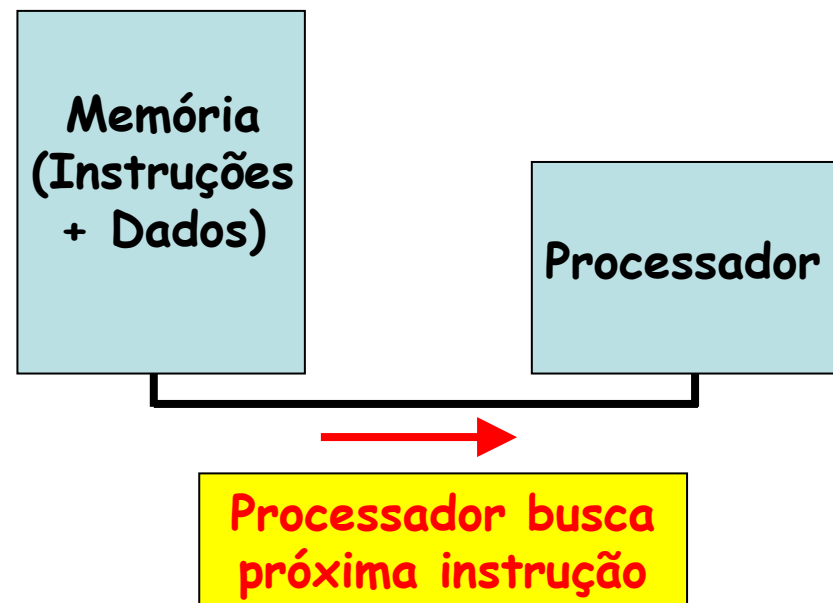 Memória
(Instruções
+ Dados)
Processador
Processador busca
próxima instrução